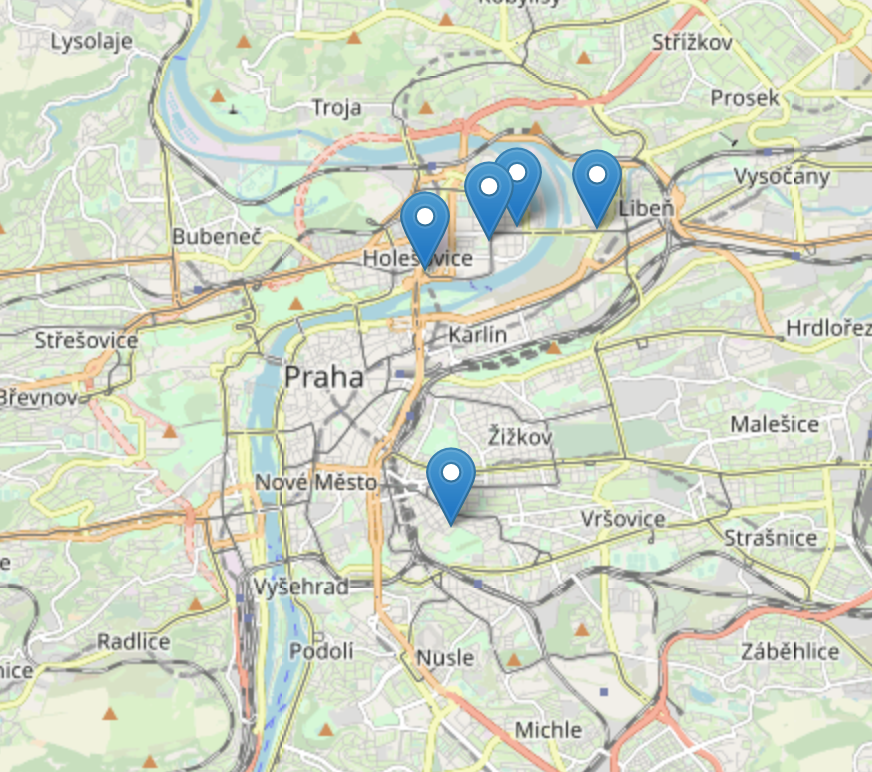 Kobylisy
Lysolaje
Střížkov
Prosek
Troja
Vysočany
Libeň
Bubeneč
Holešovice
Střešovice
Karlín
Hrdlořez
Praha
Břevnov
Malešice
Žižkov
Nové Město
Vršovice
Strašnice
e
Vyšehrad
Radlice
Podolí
Nusle
Záběhlice
nice
Michle